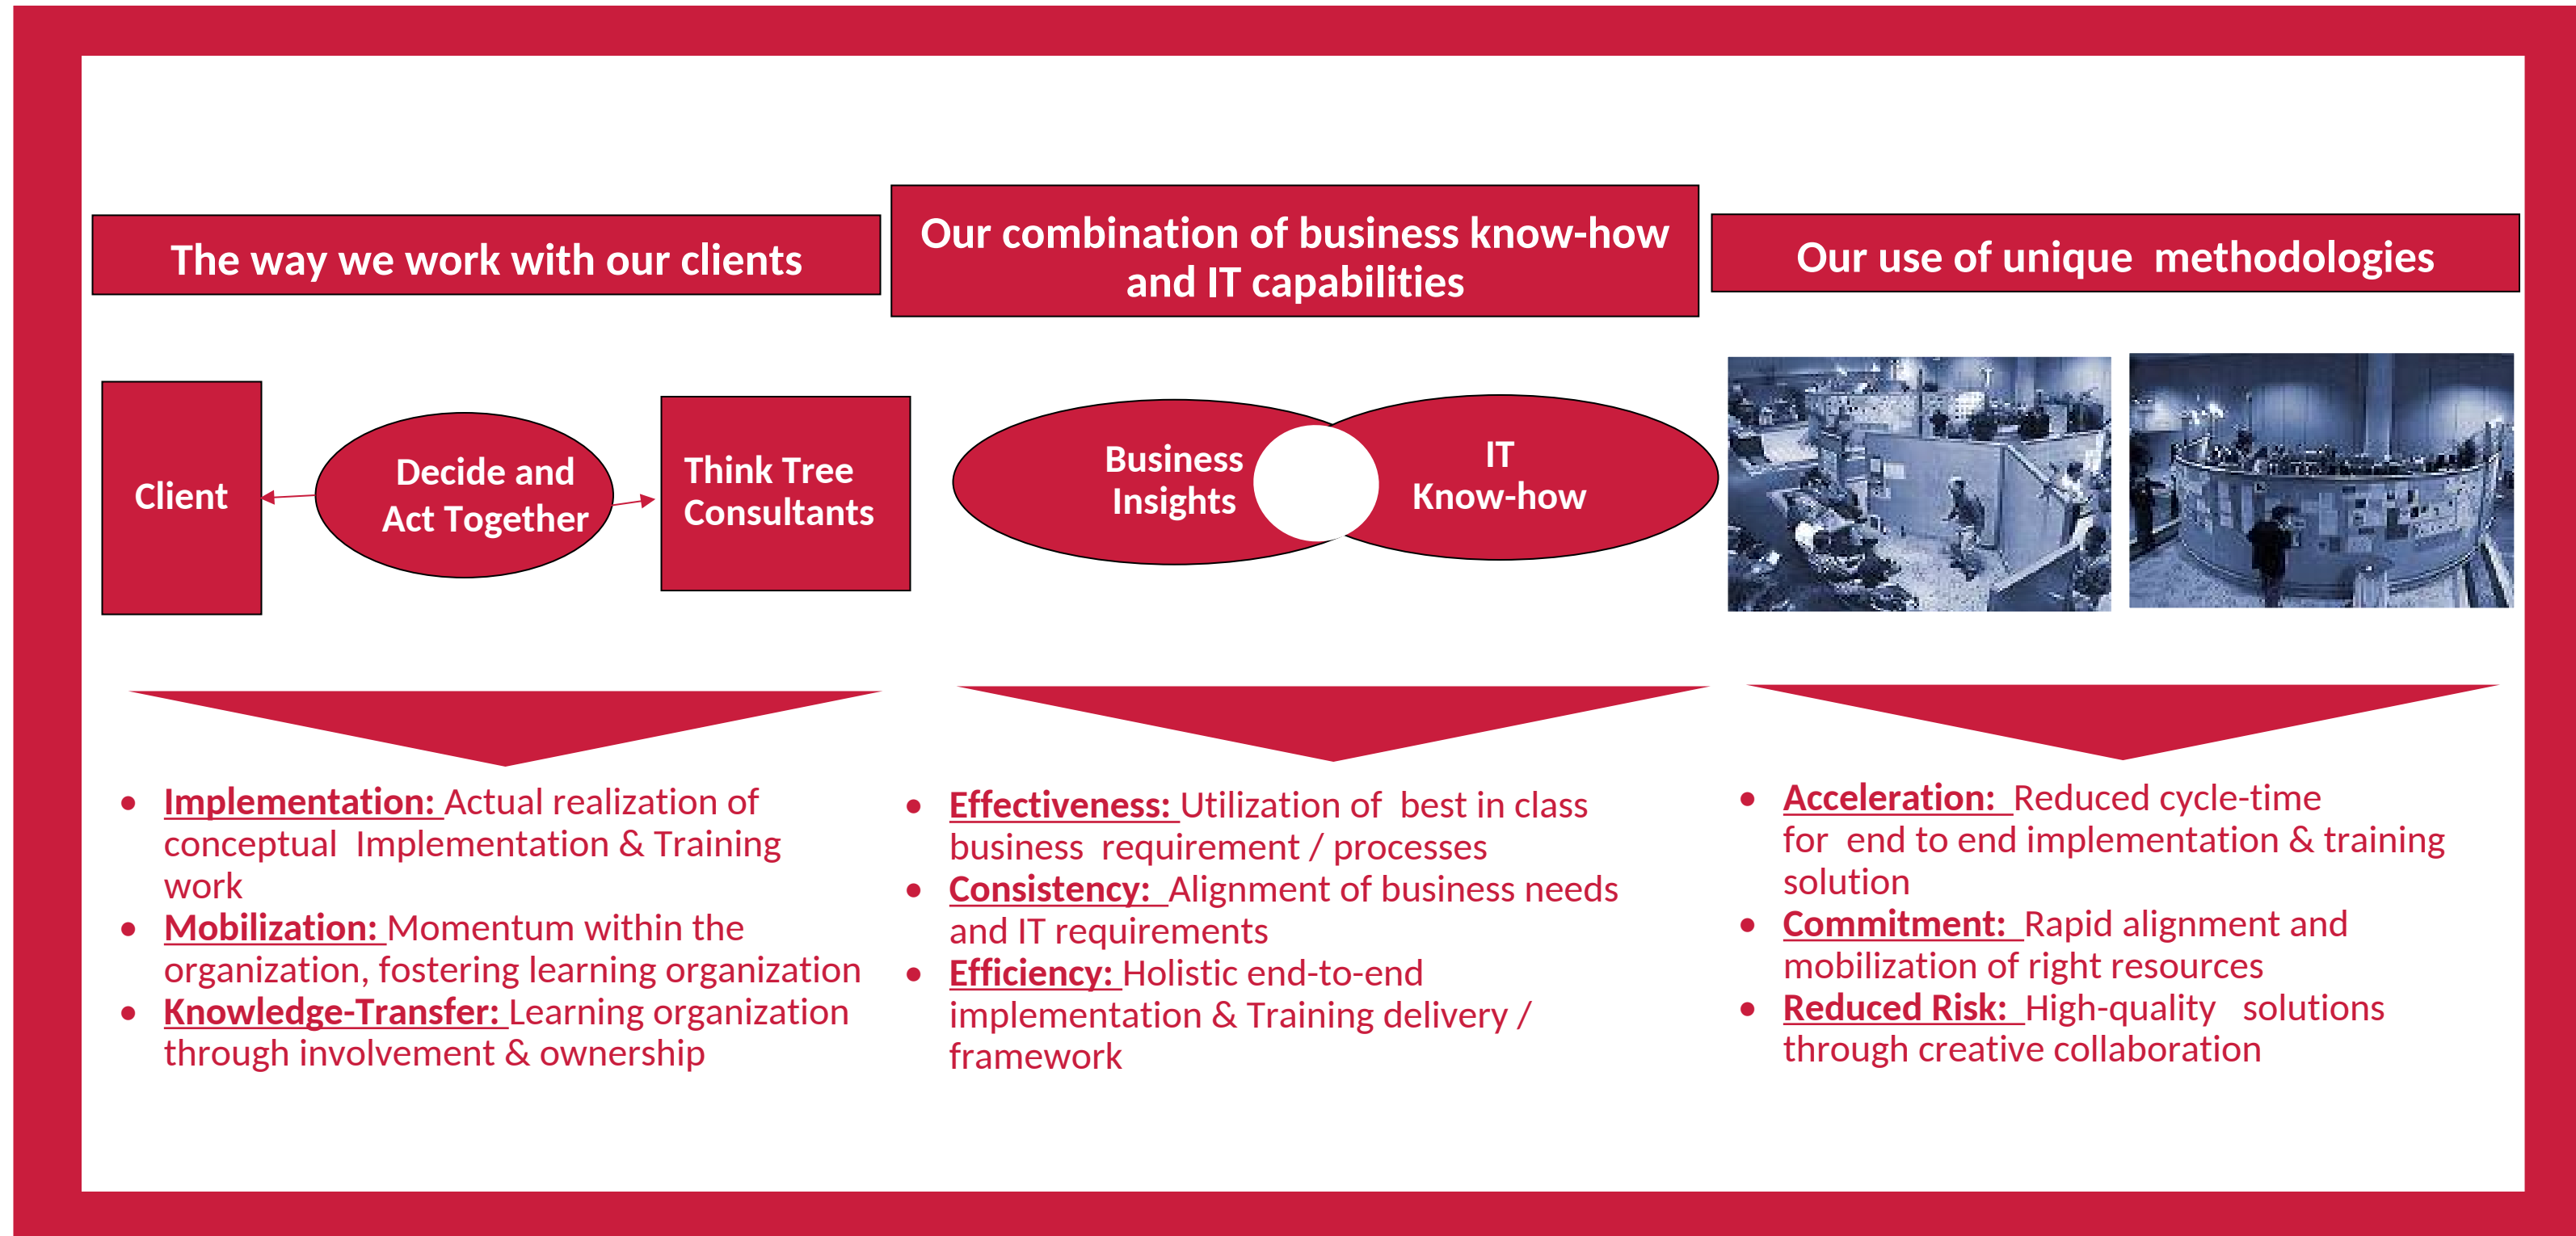 The way we work with our clients
Our combination of business know-how
and IT capabilities
Our use of unique  methodologies
Client
Decide and
Act Together
Think Tree
Consultants
Business
Insights
IT
Know-how
• Implementation: Actual realization of
conceptual  Implementation & Training
work
• Mobilization: Momentum within the
organization, fostering learning organization
• Knowledge-Transfer: Learning organization
through involvement & ownership
• Effectiveness: Utilization of  best in class
business  requirement / processes
• Consistency:  Alignment of business needs
and IT requirements
• Efficiency: Holistic end-to-end
implementation & Training delivery /
framework
• Acceleration:  Reduced cycle-time
for  end to end implementation & training
solution
• Commitment:  Rapid alignment and
mobilization of right resources
• Reduced Risk:  High-quality   solutions
through creative collaboration